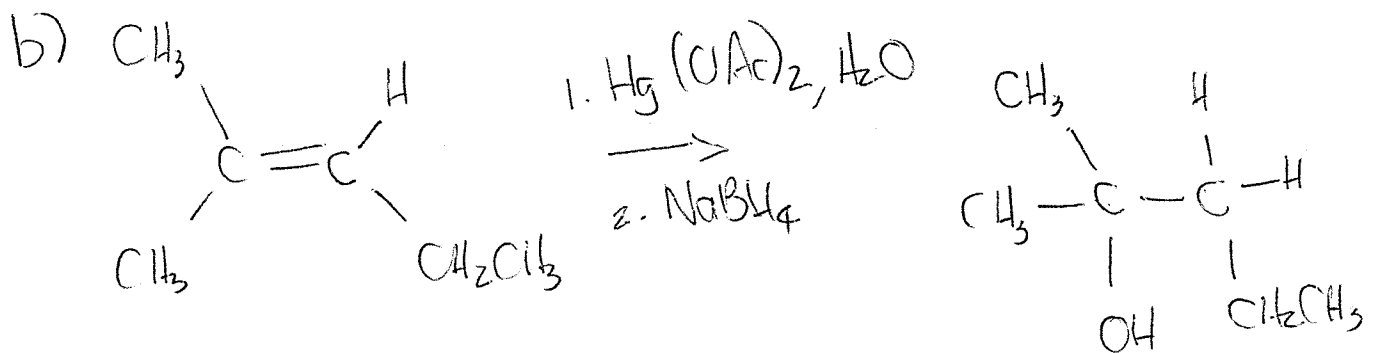 b) CH3 H 1. Hg (OAc)2, H2O CH3 H
C = C → CH3 — C — C — H
CH3 CH2CH3 2. NaBH4 OH CH2CH3